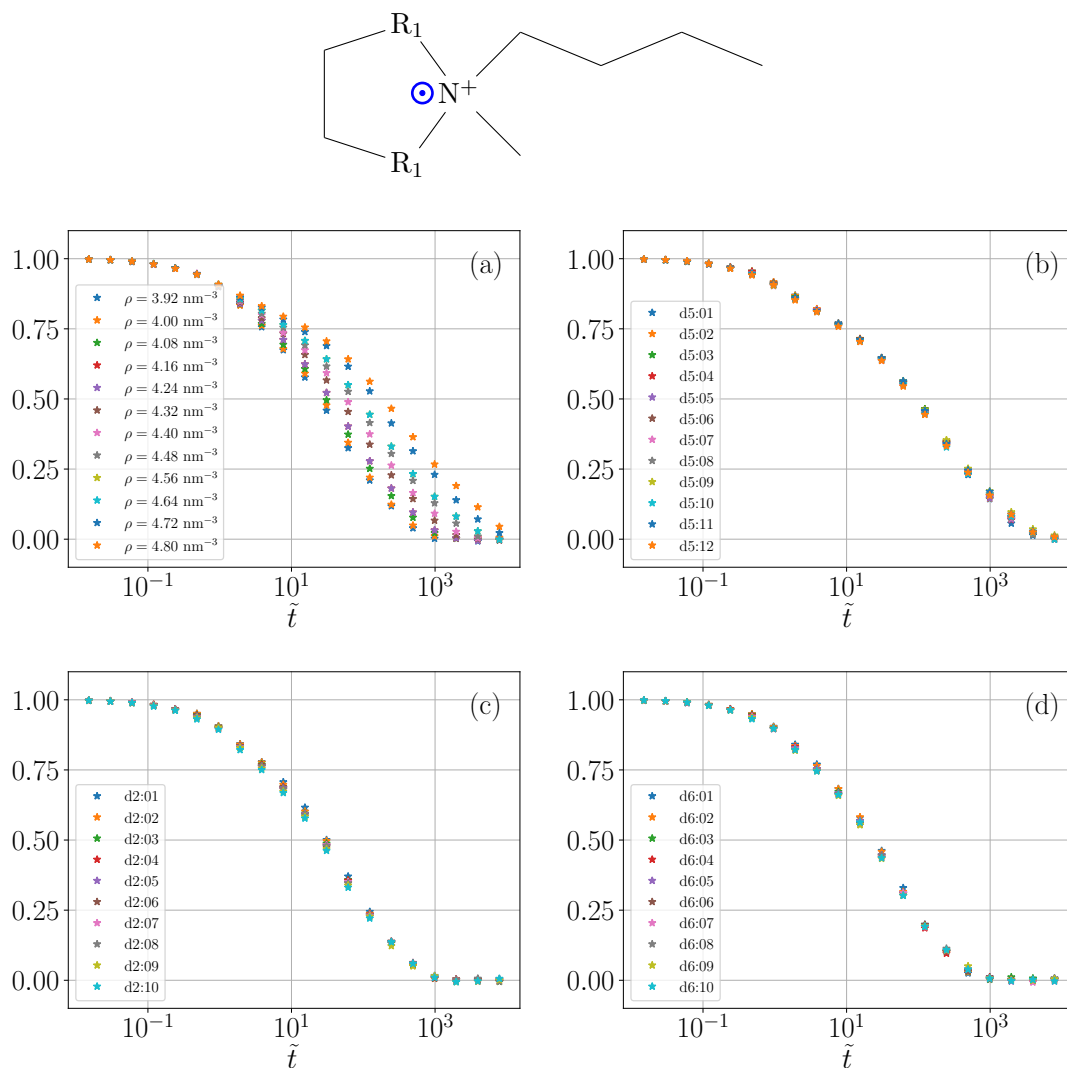 R₁
N⁺
R₁
(a)
1.00
0.75
0.50
0.25
0.00
ρ = 3.92 nm⁻³
ρ = 4.00 nm⁻³
ρ = 4.08 nm⁻³
ρ = 4.16 nm⁻³
ρ = 4.24 nm⁻³
ρ = 4.32 nm⁻³
ρ = 4.40 nm⁻³
ρ = 4.48 nm⁻³
ρ = 4.56 nm⁻³
ρ = 4.64 nm⁻³
ρ = 4.72 nm⁻³
ρ = 4.80 nm⁻³
10⁻¹ 10¹ 10³
t̃
(b)
1.00
0.75
0.50
0.25
0.00
d5:01
d5:02
d5:03
d5:04
d5:05
d5:06
d5:07
d5:08
d5:09
d5:10
d5:11
d5:12
10⁻¹ 10¹ 10³
t̃
(c)
1.00
0.75
0.50
0.25
0.00
d2:01
d2:02
d2:03
d2:04
d2:05
d2:06
d2:07
d2:08
d2:09
d2:10
10⁻¹ 10¹ 10³
t̃
(d)
1.00
0.75
0.50
0.25
0.00
d6:01
d6:02
d6:03
d6:04
d6:05
d6:06
d6:07
d6:08
d6:09
d6:10
10⁻¹ 10¹ 10³
t̃